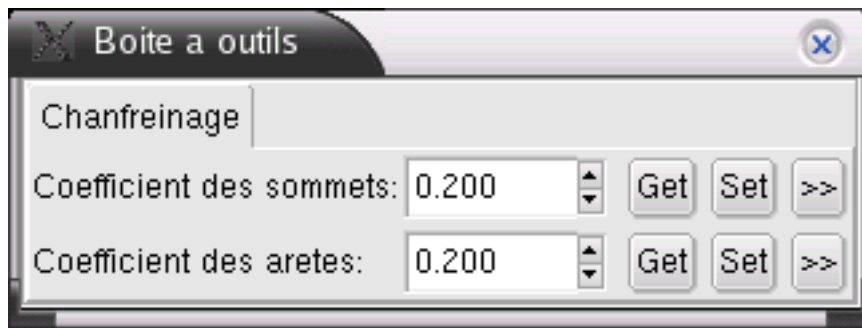 Boite a outils
Chanfreinage
Coefficient des sommets: 0.200 Get Set >>
Coefficient des aretes: 0.200 Get Set >>